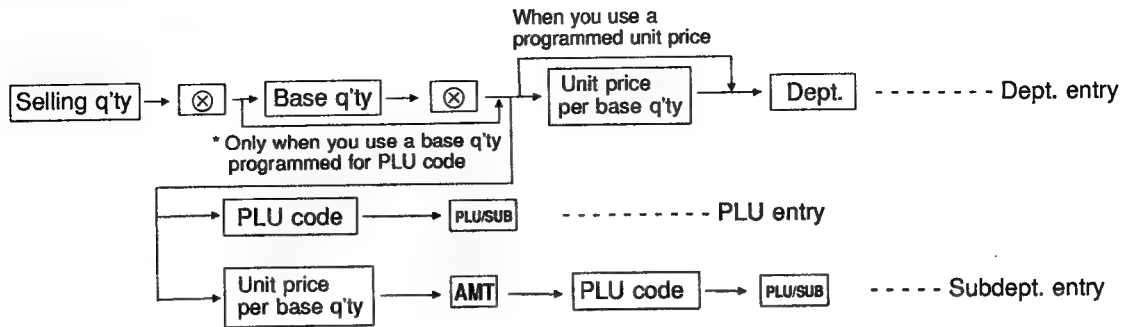 When you use a
programmed unit price
Selling q'ty ⊗ Base q'ty ⊗ Unit price
per base q'ty Dept. - - - - - - - Dept. entry
* Only when you use a base q'ty
programmed for PLU code
PLU code PLU/SUB - - - - - - - - - - PLU entry
Unit price
per base q'ty AMT PLU code PLU/SUB - - - - - Subdept. entry